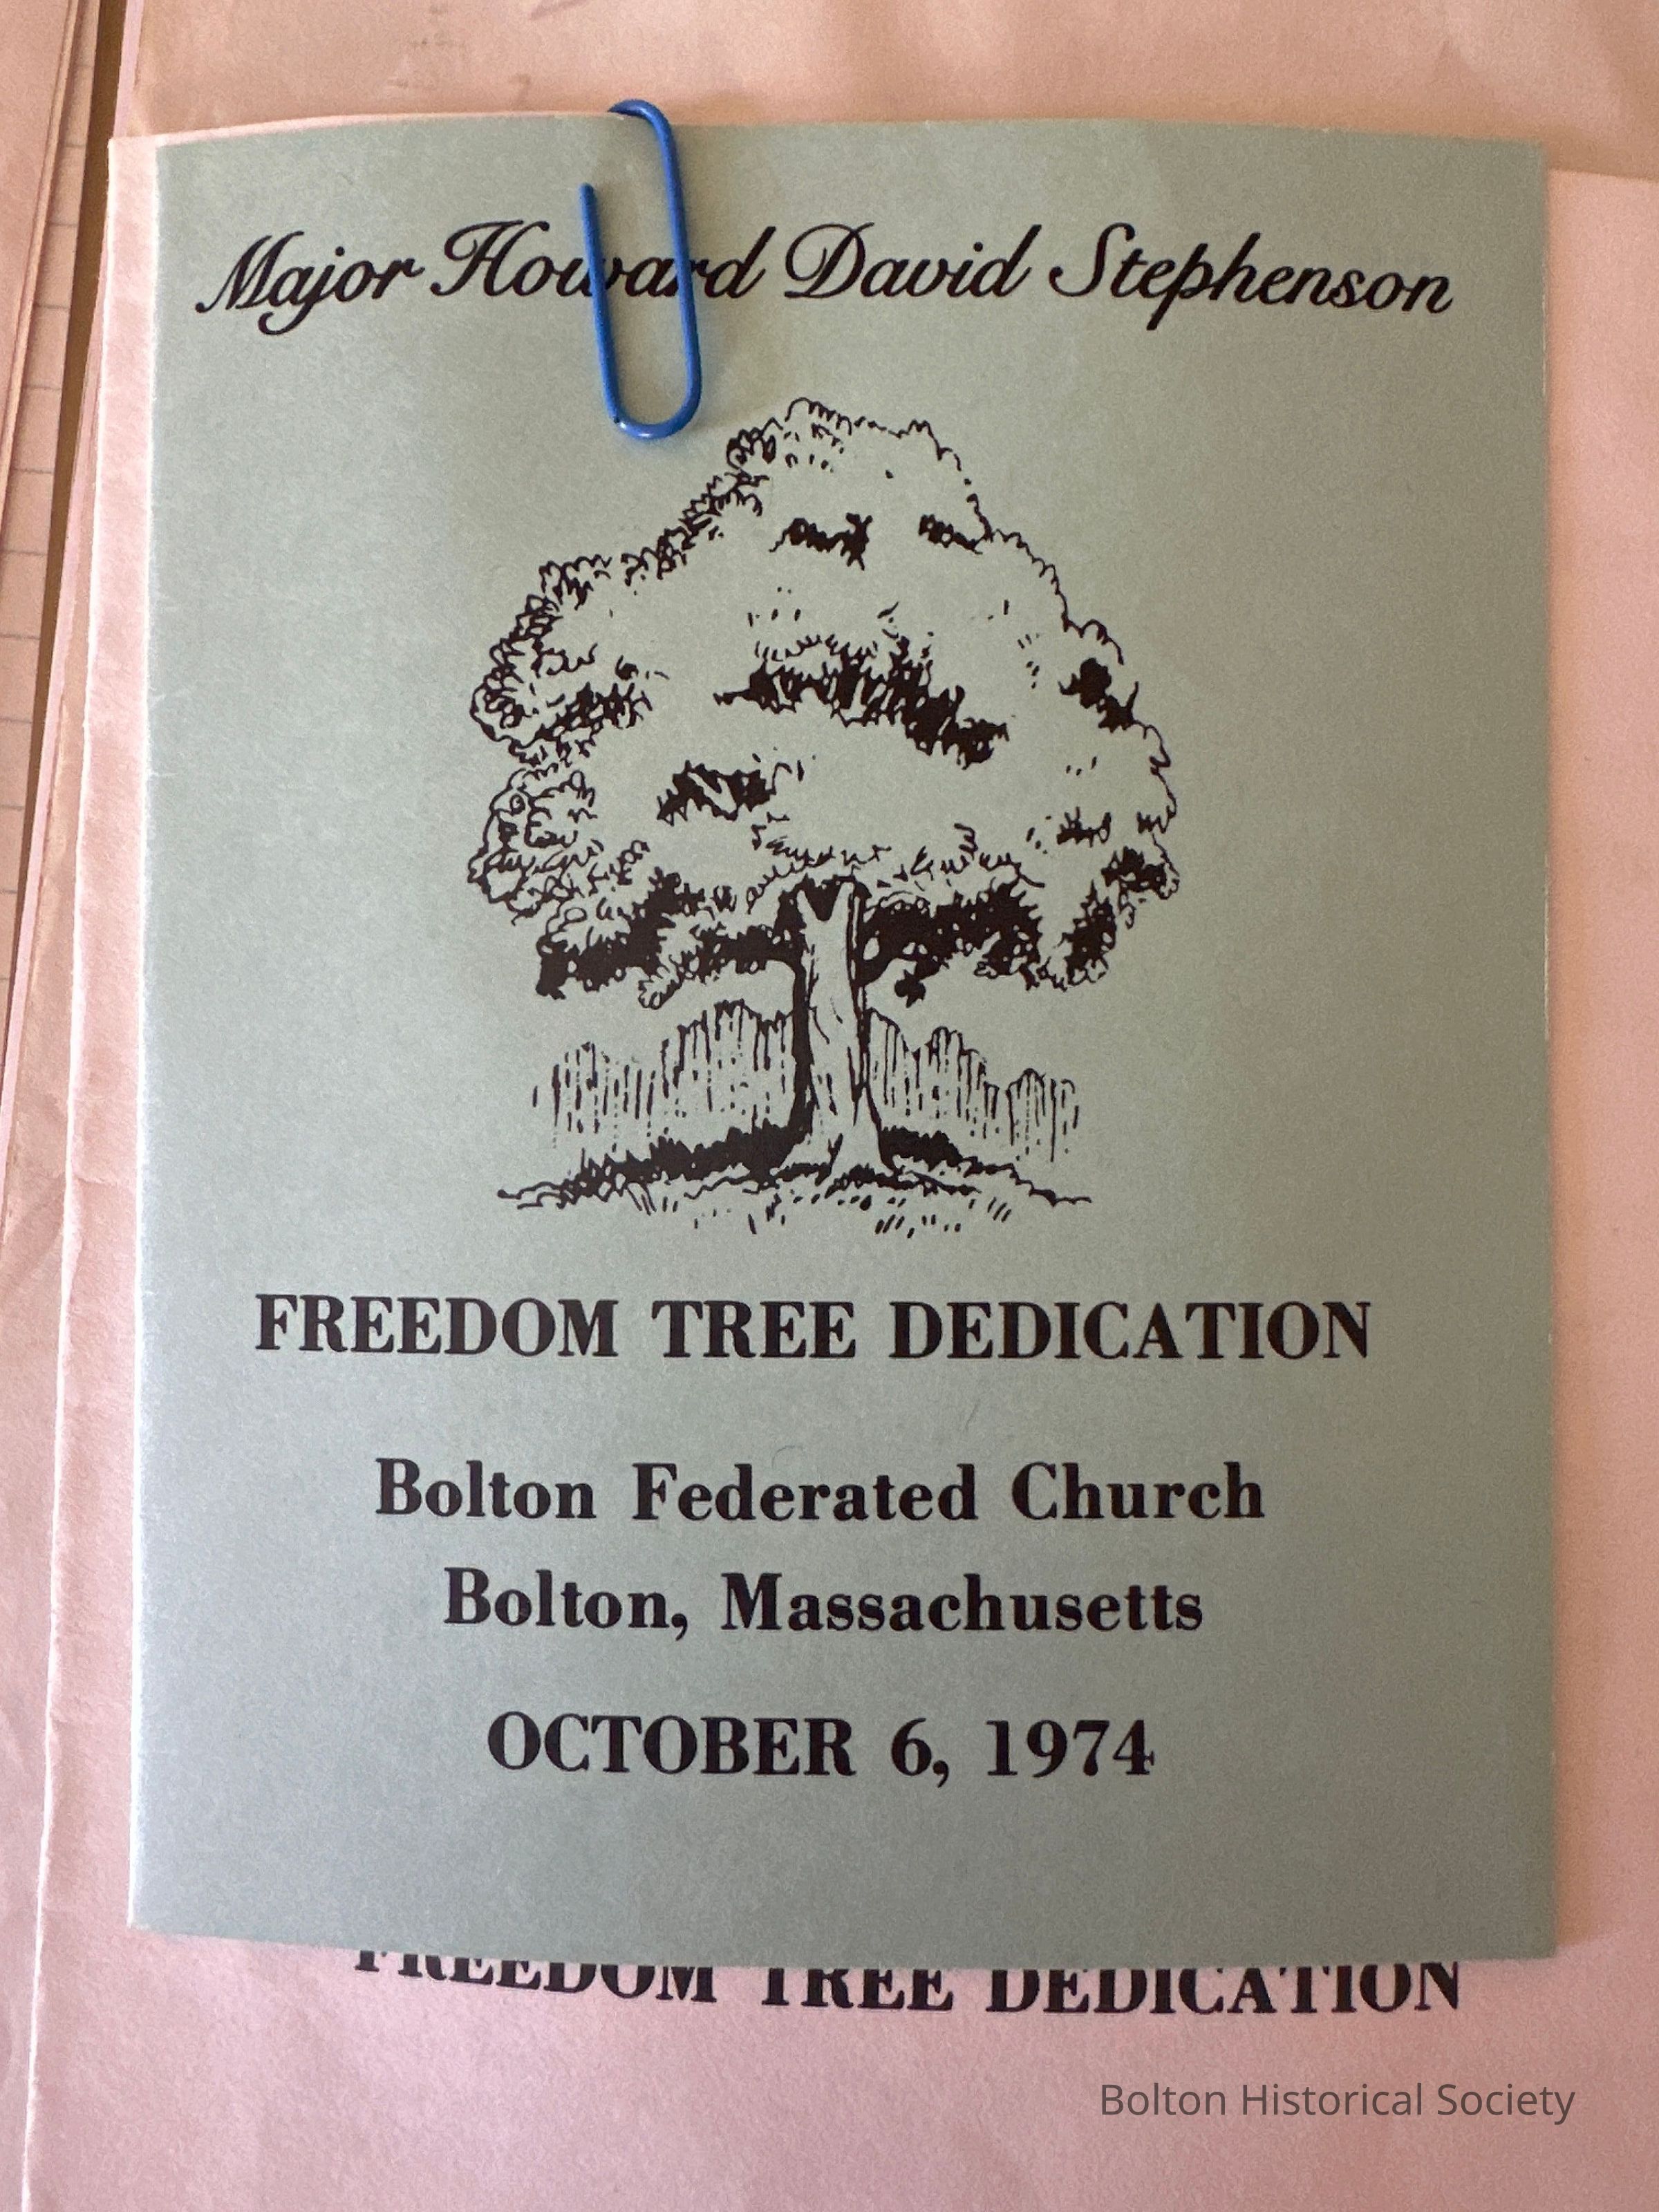 Major Howard David Stephenson
FREEDOM TREE DEDICATION
Bolton Federated Church
Bolton, Massachusetts
OCTOBER 6, 1974
FREEDOM TREE DEDICATION
Bolton Historical Society